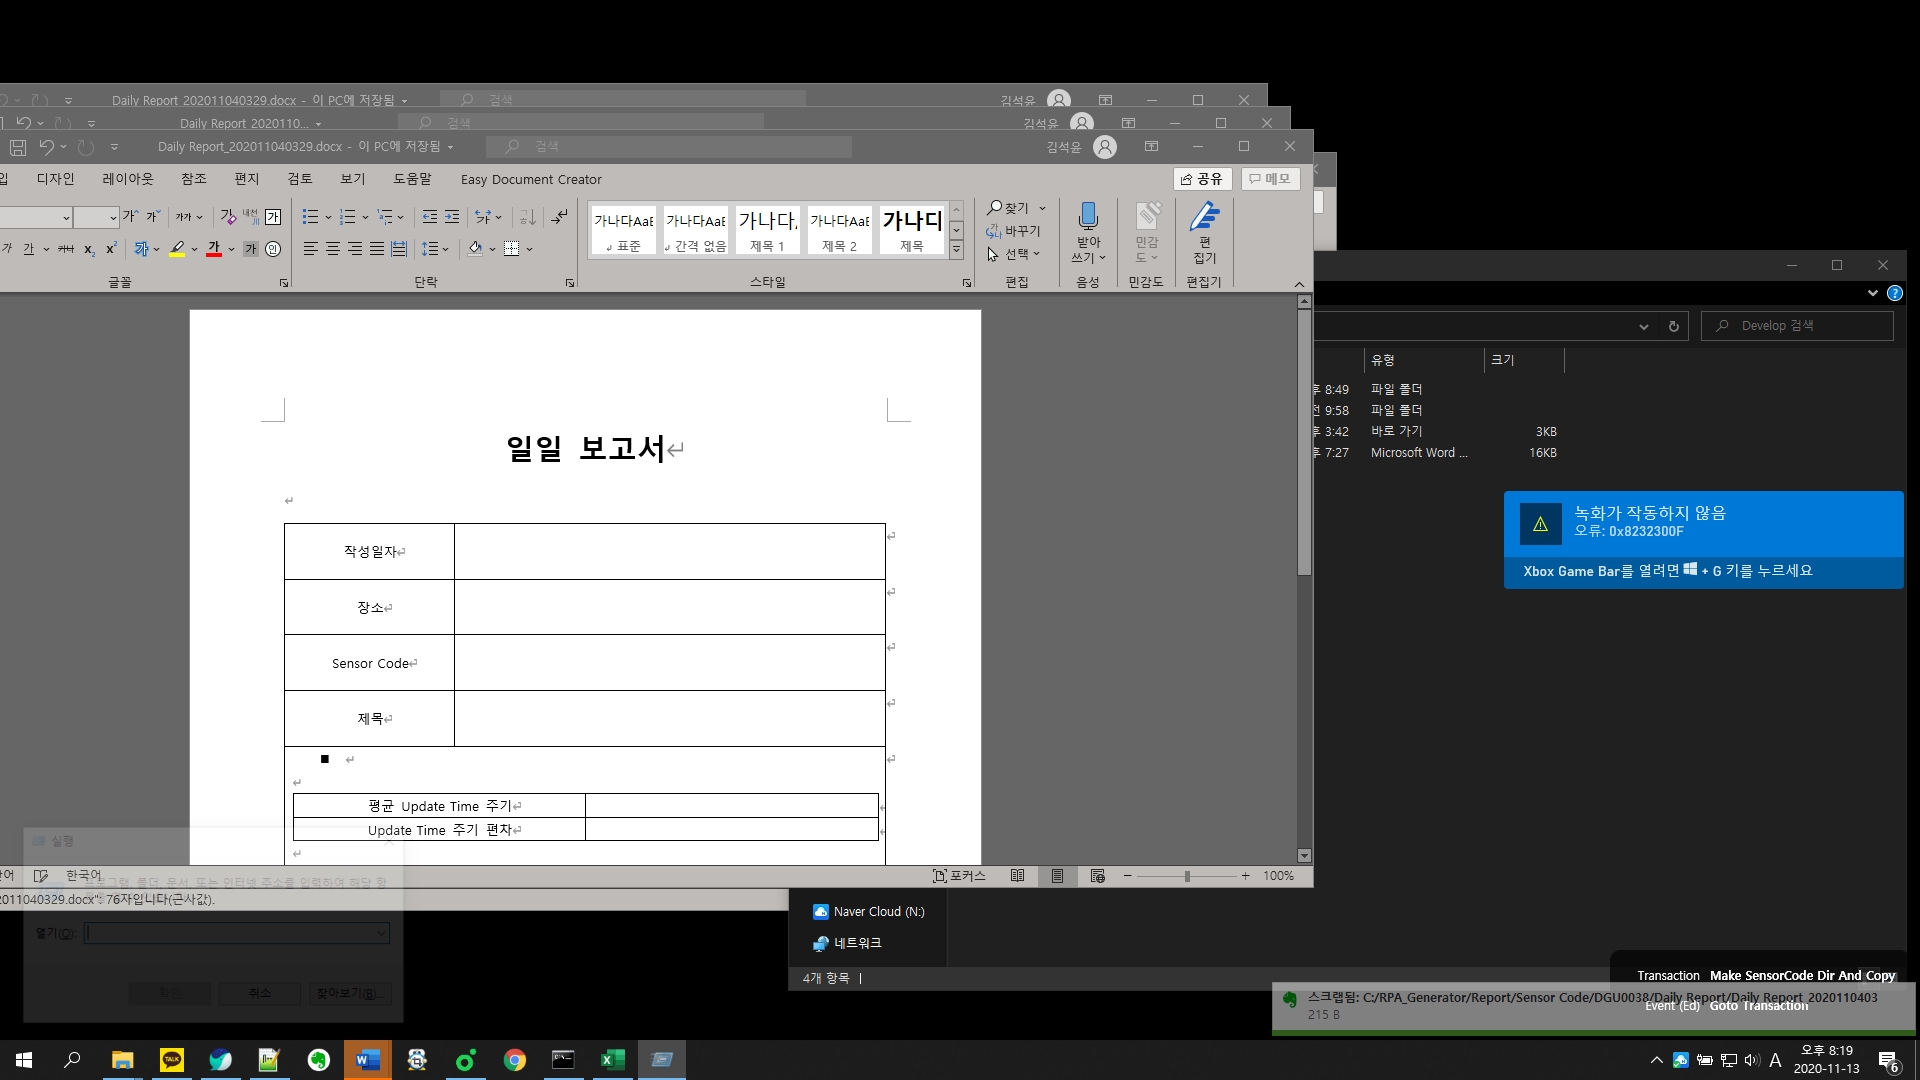 Daily Report 202011040329.docx - 이 PC에 저장됨
검색
김석윤
Daily Report 2020110...
검색
김석윤
Daily Report_202011040329.docx - 이 PC에 저장됨
검색
김석윤
입 디자인 레이아웃 참조 편지 검토 보기 도움말 Easy Document Creator
공유 메모
가나다AaB 가나다AaB 가나다 가나다AaB 가나다
표준 간격 없음 제목 1 제목 2 제목
찾기
바꾸기
선택
받아
쓰기
민감
도
편
집기
글꼴 단락 스타일 편집 음성 민감도 편집기
Develop 검색
유형 크기
8:49 파일 폴더
9:58 파일 폴더
3:42 바로 가기 3KB
7:27 Microsoft Word ... 16KB
일일 보고서
작성일자
장소
Sensor Code
제목
평균 Update Time 주기
Update Time 주기 편차
녹화가 작동하지 않음
오류: 0x8232300F
Xbox Game Bar를 열려면 + G 키를 누르세요
실행
한국어
포커스
100%
프로그램, 폴더, 문서, 또는 인터넷 주소를 입력하여 해당 항
2011040329.docx": 76자입니다(근사값).
열기(O):
확인 취소 찾아보기(B)...
Naver Cloud (N:)
네트워크
4개 항목
Transaction Make SensorCode Dir And Copy
스크랩됨: C:/RPA_Generator/Report/Sensor Code/DGU0038/Daily Report/Daily Report_2020110403
Event (Ed) Goto Transaction
215 B
TALK
A
오후 8:19
2020-11-13
6